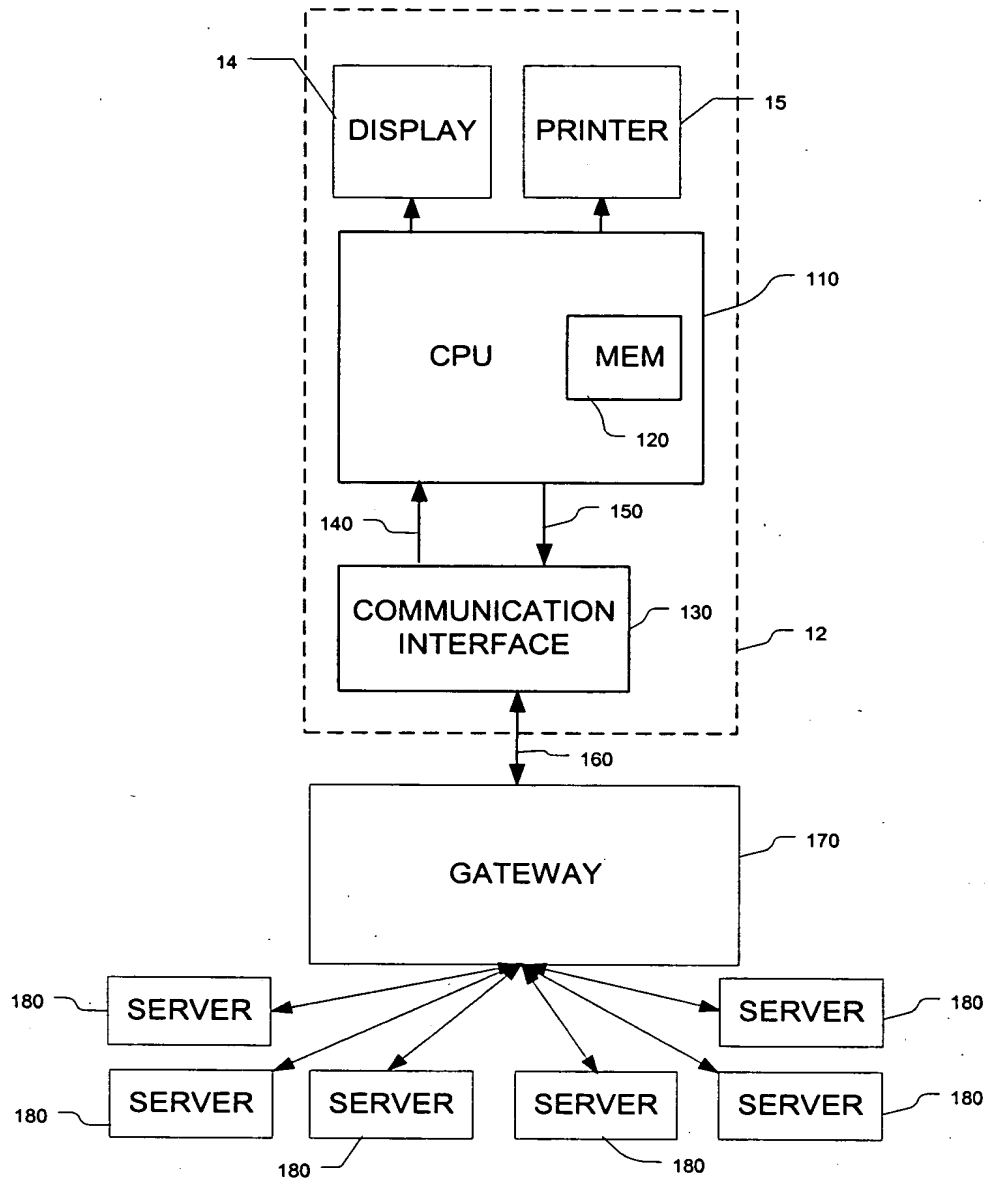 14
15
DISPLAY
PRINTER
110
CPU
MEM
120
140
150
COMMUNICATION
INTERFACE
130
12
160
GATEWAY
170
180
SERVER
SERVER
180
180
SERVER
SERVER
SERVER
SERVER
180
180
180